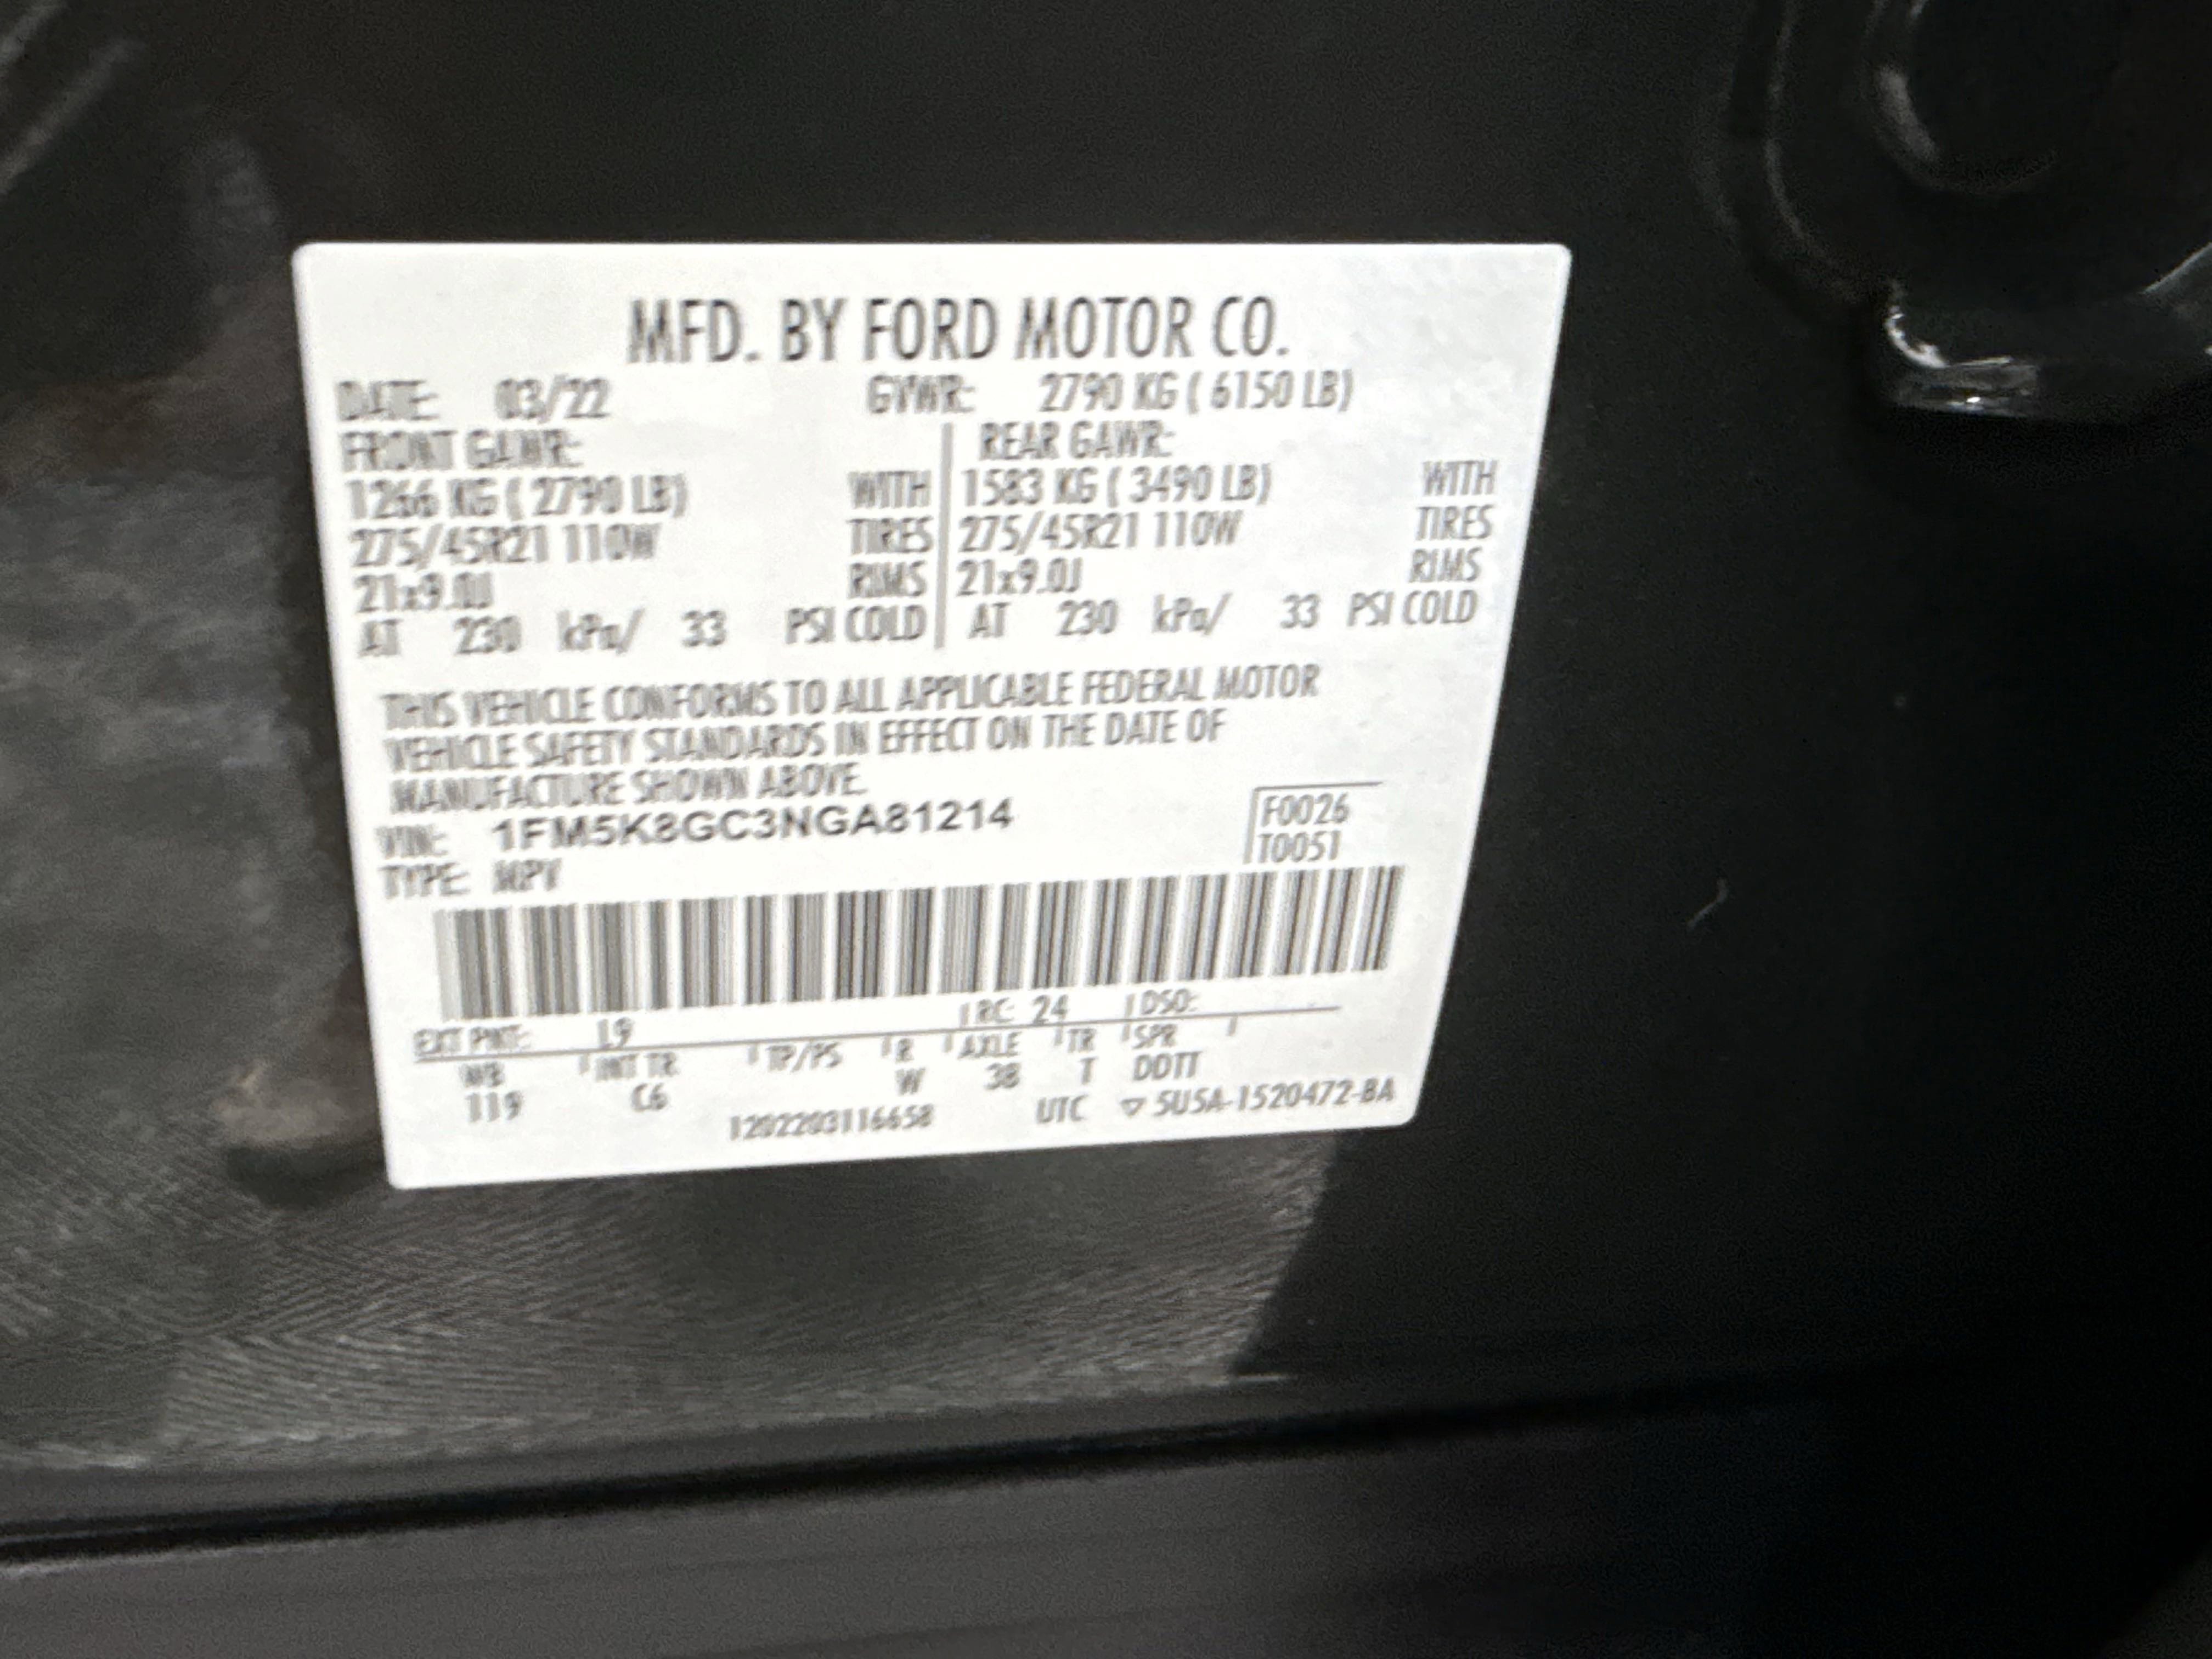 MFD. BY FORD MOTOR CO.
DATE: 03/22 GVWR: 2790 KG ( 6150 LB)
FRONT GAWR: REAR GAWR:
1266 KG ( 2790 LB) WITH 1583 KG ( 3490 LB) WITH
275/45R21 110W TIRES 275/45R21 110W TIRES
21x9.0J RIMS 21x9.0J RIMS
AT 230 kPa/ 33 PSI COLD AT 230 kPa/ 33 PSI COLD
THIS VEHICLE CONFORMS TO ALL APPLICABLE FEDERAL MOTOR
VEHICLE SAFETY STANDARDS IN EFFECT ON THE DATE OF
MANUFACTURE SHOWN ABOVE.
VIN: 1FM5K8GC3NGA81214
TYPE: MPV
F0026
T0051
EXT PNT: L9 RC: 24 DSO:
WB INT TR TP/PS R AXLE TR SPR
119 C6 W 38 T DDTT
1202203116658 UTC ▽ 5U5A-1520472-BA